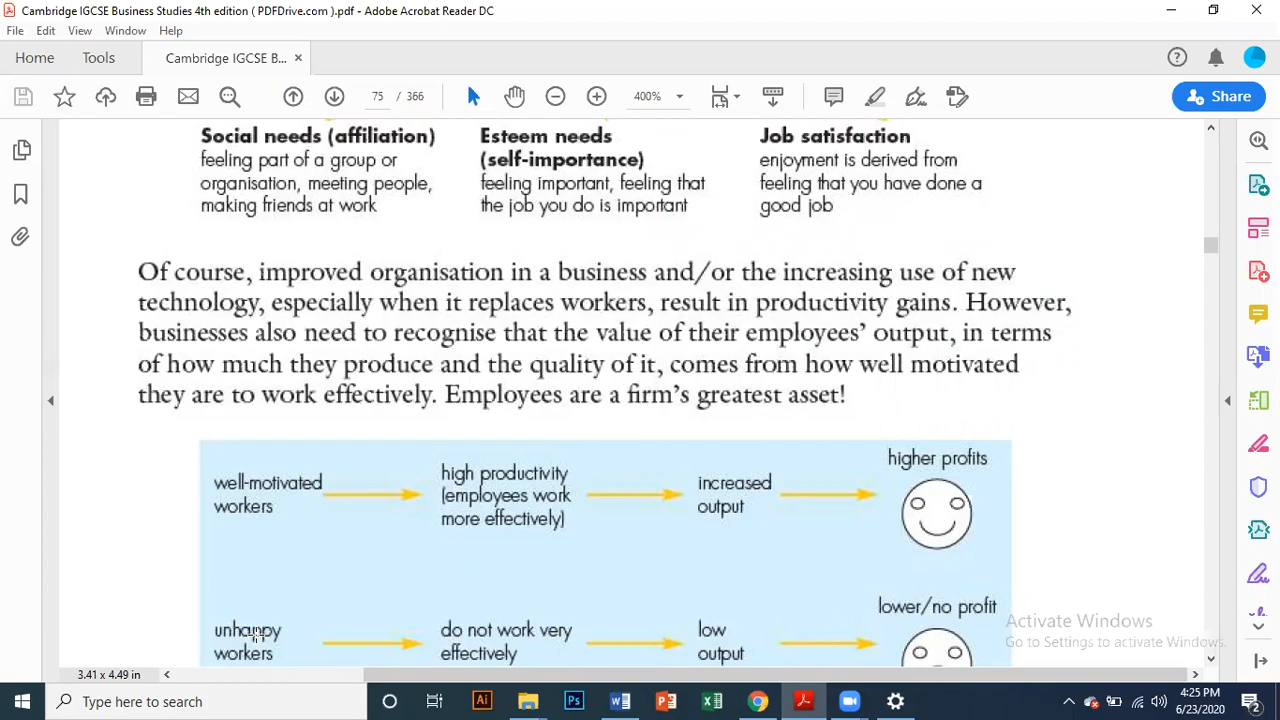 Cambridge IGCSE Business Studies 4th edition ( PDFDrive.com ).pdf - Adobe Acrobat Reader DC
File Edit View Window Help
Home Tools Cambridge IGCSE B... ×
75 / 366 400% Share
Social needs (affiliation)
feeling part of a group or
organisation, meeting people,
making friends at work
Esteem needs
(self-importance)
feeling important, feeling that
the job you do is important
Job satisfaction
enjoyment is derived from
feeling that you have done a
good job
Of course, improved organisation in a business and/or the increasing use of new
technology, especially when it replaces workers, result in productivity gains. However,
businesses also need to recognise that the value of their employees’ output, in terms
of how much they produce and the quality of it, comes from how well motivated
they are to work effectively. Employees are a firm’s greatest asset!
well-motivated
workers
high productivity
(employees work
more effectively)
increased
output
higher profits
unhappy
workers
do not work very
effectively
low
output
lower/no profit
Activate Windows
Go to Settings to activate Windows.
3.41 x 4.49 in
Type here to search
4:25 PM
6/23/2020
2